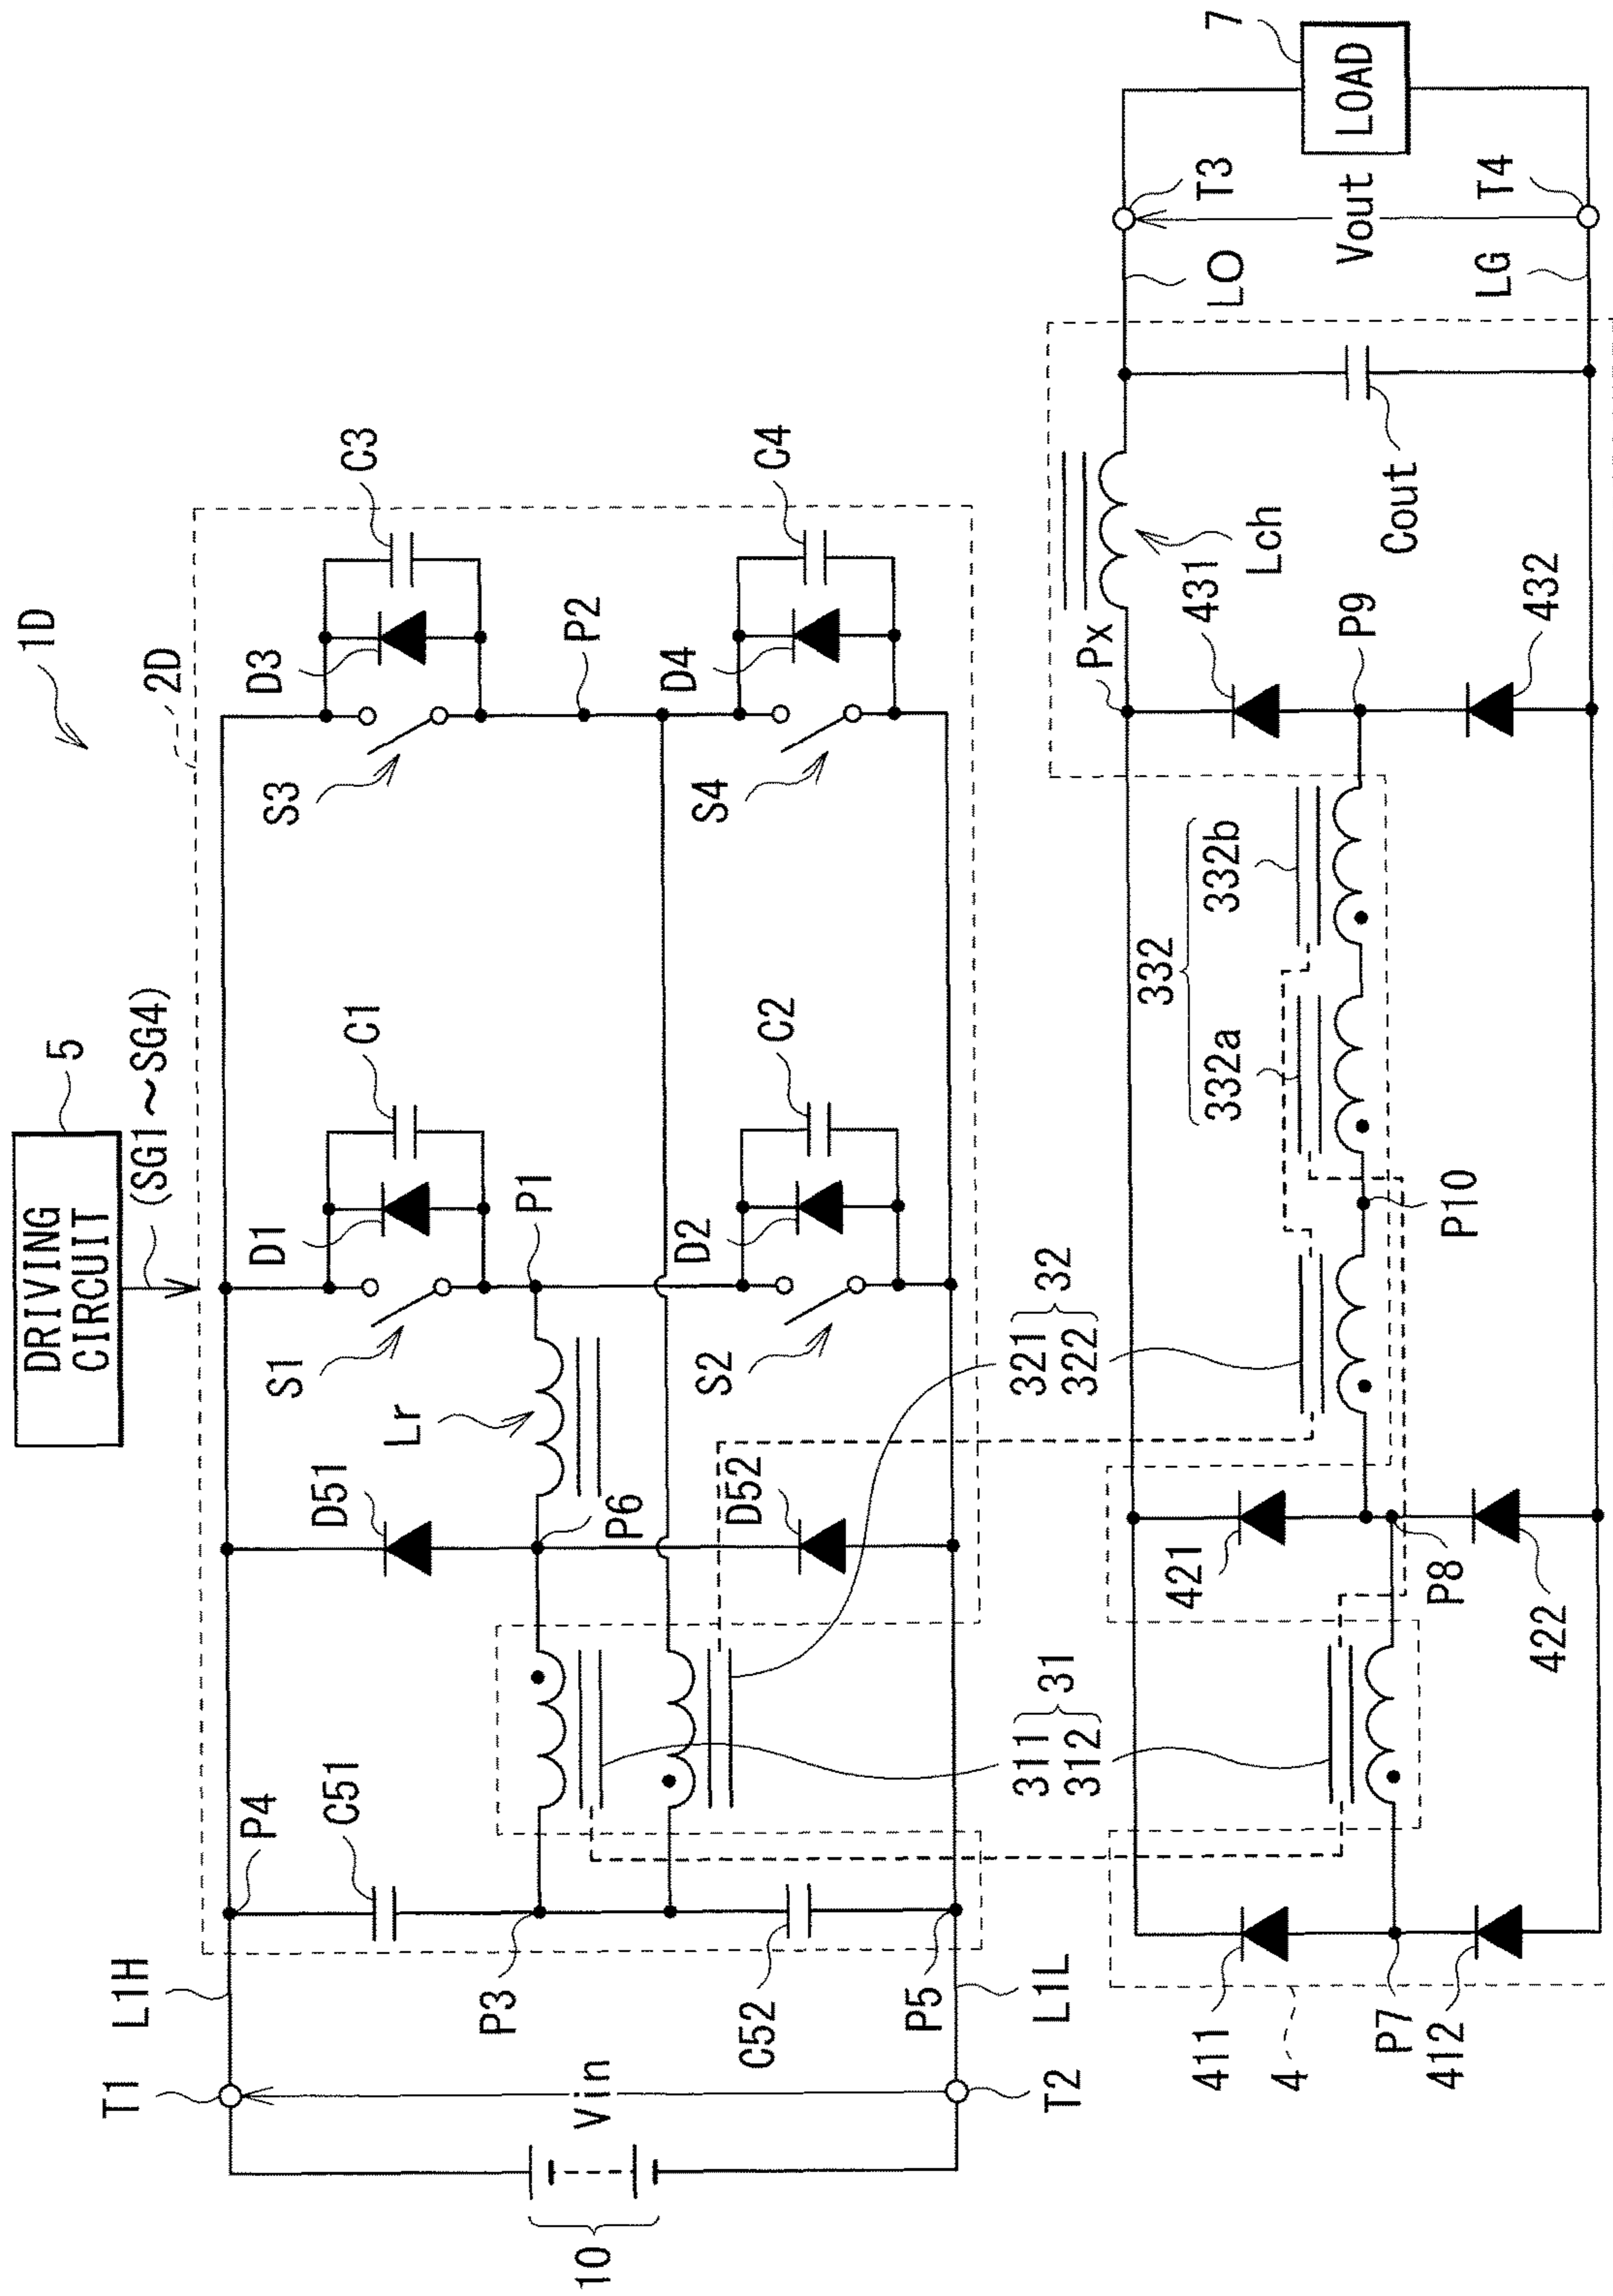 1D
DRIVING
CIRCUIT
5
(SG1~SG4)
2D
T1
L1H
P4
C51
D51
S1
D1
C1
S3
D3
C3
Lr
P1
P2
10
Vin
P3
P6
D52
S2
D2
C2
S4
D4
C4
C52
P5
T2
L1L
311
312
31
321
322
32
332
332a
332b
Px
431
Lch
LO
T3
7
LOAD
411
4
421
P10
P9
Cout
Vout
P7
412
P8
422
432
LG
T4